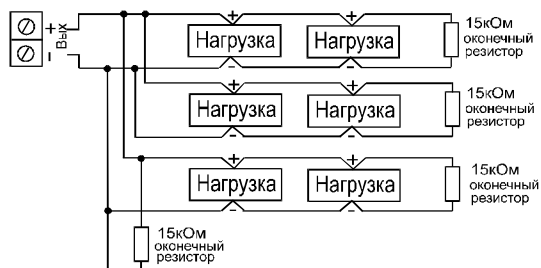 + + + 15кОм
Вых Нагрузка Нагрузка оконечный
- - - резистор
+ + 15кОм
Нагрузка Нагрузка оконечный
- - резистор
+ + 15кОм
Нагрузка Нагрузка оконечный
- - резистор
15кОм
оконечный
резистор